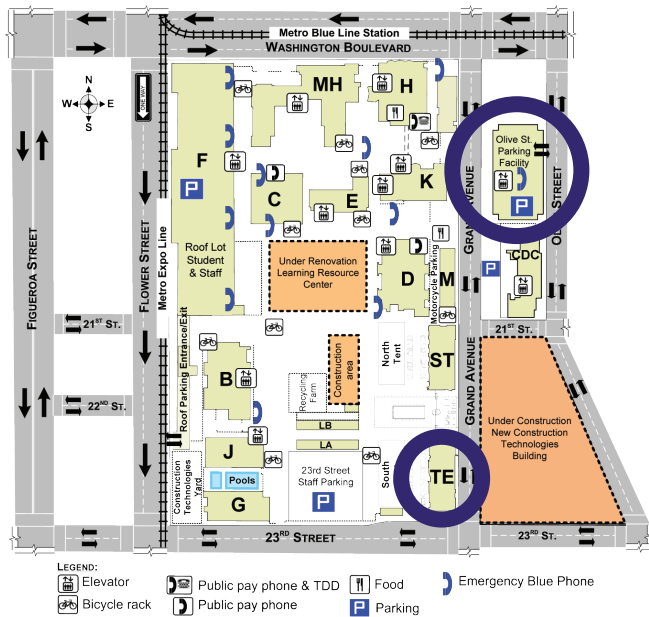 Metro Blue Line Station
WASHINGTON BOULEVARD
N
W E
S
ONE WAY
MH
H
F
P
Roof Lot
Student
& Staff
C
E
K
Olive St.
Parking
Facility
P
FIGUEROA STREET
FLOWER STREET
Metro Expo Line
GRAND AVENUE
STREET
Under Renovation
Learning Resource
Center
D
M
Motorcycle Parking
P
CDC
21ST ST.
21ST ST.
Roof Parking Entrance/Exit
B
Recycling
Farm
Construction
area
North
Tent
ST
GRAND AVENUE
22ND ST.
LB
LA
J
Pools
G
Construction
Technologies
Yard
23rd Street
Staff Parking
P
South
TE
Under Construction
New Construction
Technologies
Building
23RD STREET
23RD ST.
LEGEND:
Elevator
Public pay phone & TDD
Food
Emergency Blue Phone
Bicycle rack
Public pay phone
P Parking